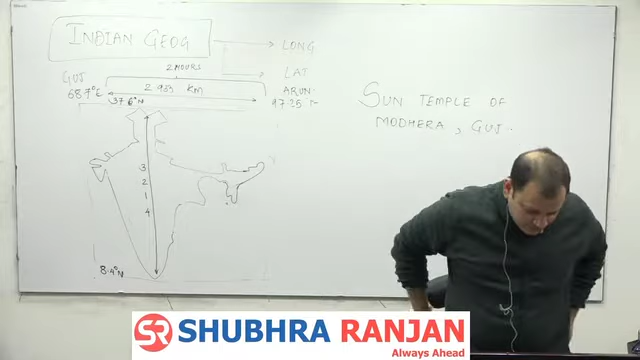 INDIAN GEOG
LONG
2 HOURS
LAT
GUJ
2 933 KM
ARUN.
68.7°E
37.6°N
97.25 E
SUN TEMPLE OF
MODHERA, GUJ.
3
2
1
4
8.4°N
SR SHUBHRA RANJAN
Always Ahead